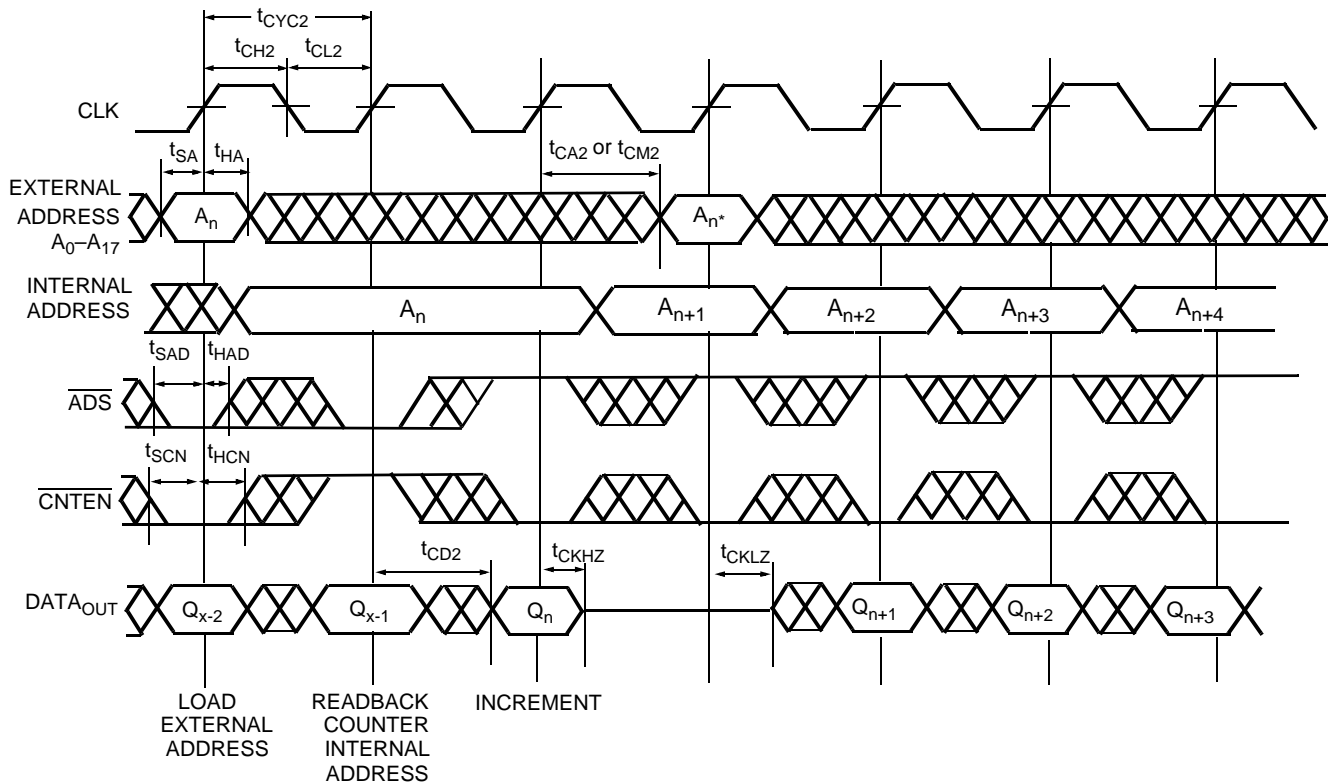 tCYC2
tCH2 tCL2
CLK
tSA tHA tCA2 or tCM2
EXTERNAL
ADDRESS
A0–A17
An An*
INTERNAL
ADDRESS
An An+1 An+2 An+3 An+4
tSAD tHAD
ADS
tSCN tHCN
CNTEN
tCD2 tCKHZ tCKLZ
DATAOUT
Qx-2 Qx-1 Qn Qn+1 Qn+2 Qn+3
LOAD
EXTERNAL
ADDRESS
READBACK
COUNTER
INTERNAL
ADDRESS
INCREMENT